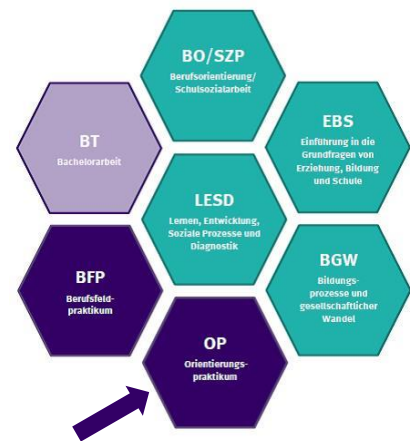 BO/SZP
Berufsorientierung/
Schulsozialarbeit
BT
Bachelorarbeit
EBS
Einführung in die
Grundfragen von
Erziehung, Bildung
und Schule
LESD
Lernen, Entwicklung,
Soziale Prozesse und
Diagnostik
BFP
Berufsfeld-
praktikum
BGW
Bildungs-
prozesse und
gesellschaftlicher
Wandel
OP
Orientierungs-
praktikum